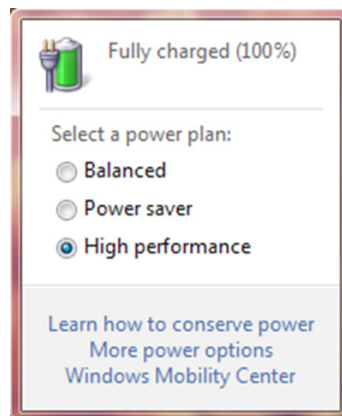 Fully charged (100%)
Select a power plan:
Balanced
Power saver
High performance
Learn how to conserve power
More power options
Windows Mobility Center